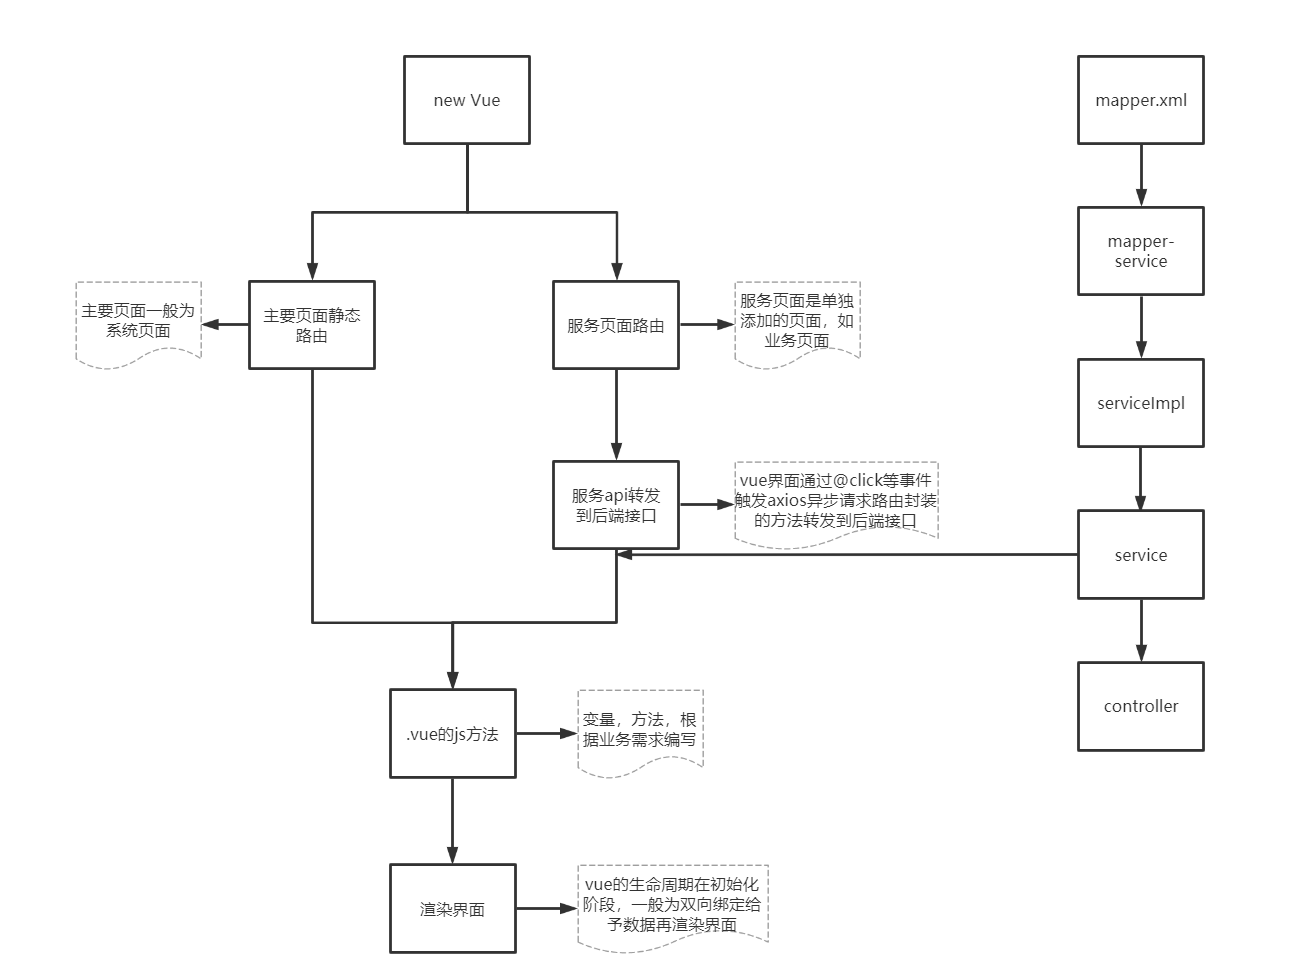 new Vue
mapper.xml
mapper-
service
主要页面一般为
系统页面
主要页面静态
路由
服务页面路由
服务页面是单独
添加的页面，如
业务页面
serviceImpl
服务api转发
到后端接口
vue界面通过@click等事件
触发axios异步请求路由封装
的方法转发到后端接口
service
.vue的js方法
变量，方法，根
据业务需求编写
controller
渲染界面
vue的生命周期在初始化
阶段，一般为双向绑定给
予数据再渲染界面